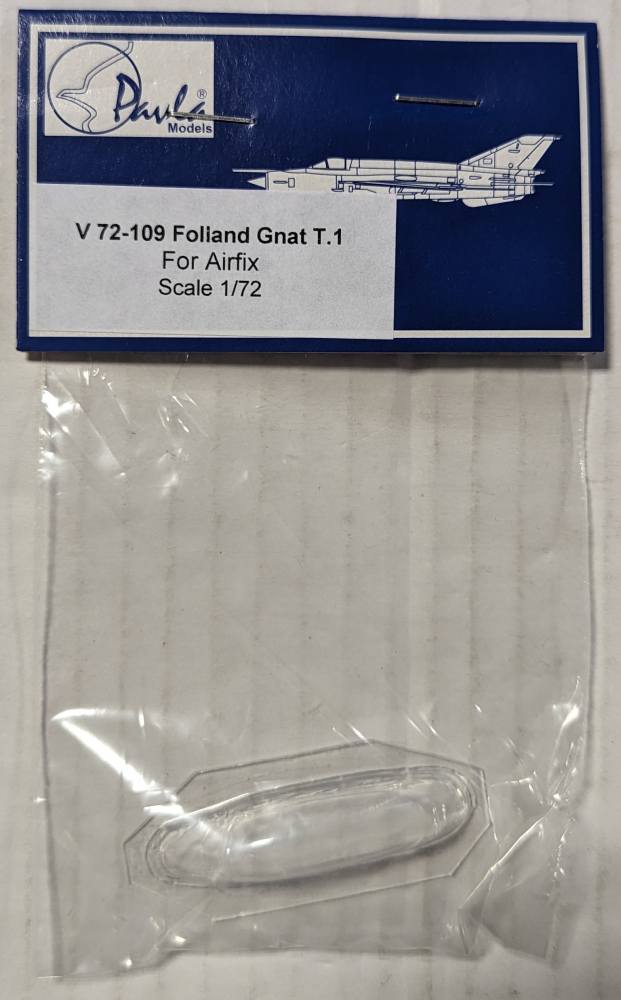 Pavla®
Models
V 72-109 Folland Gnat T.1
For Airfix
Scale 1/72